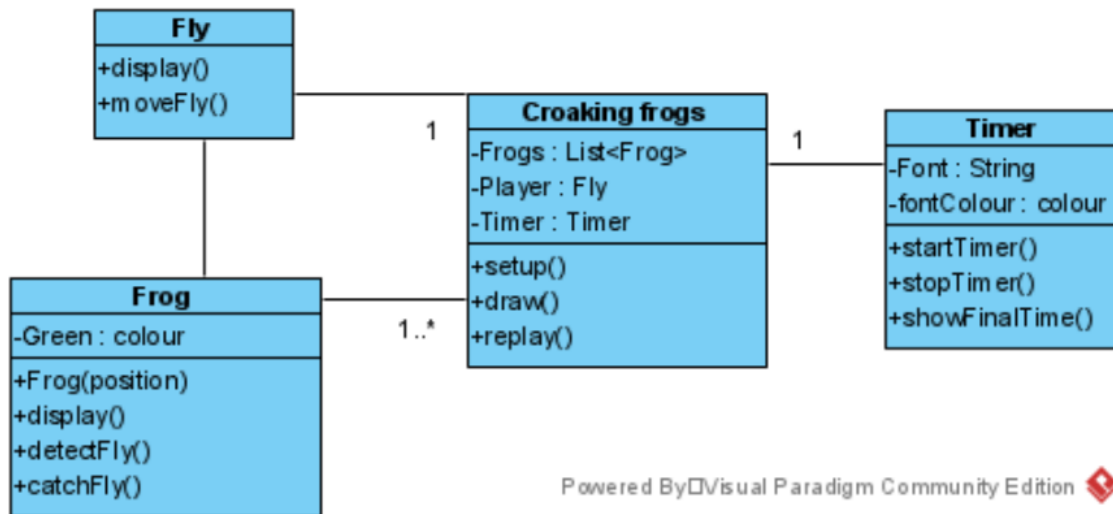 Fly
+display()
+moveFly()
1
Croaking frogs
-Frogs : List<Frog>
-Player : Fly
-Timer : Timer
+setup()
+draw()
+replay()
1
Timer
-Font : String
-fontColour : colour
+startTimer()
+stopTimer()
+showFinalTime()
Frog
-Green : colour
+Frog(position)
+display()
+detectFly()
+catchFly()
1..*
Powered By□Visual Paradigm Community Edition